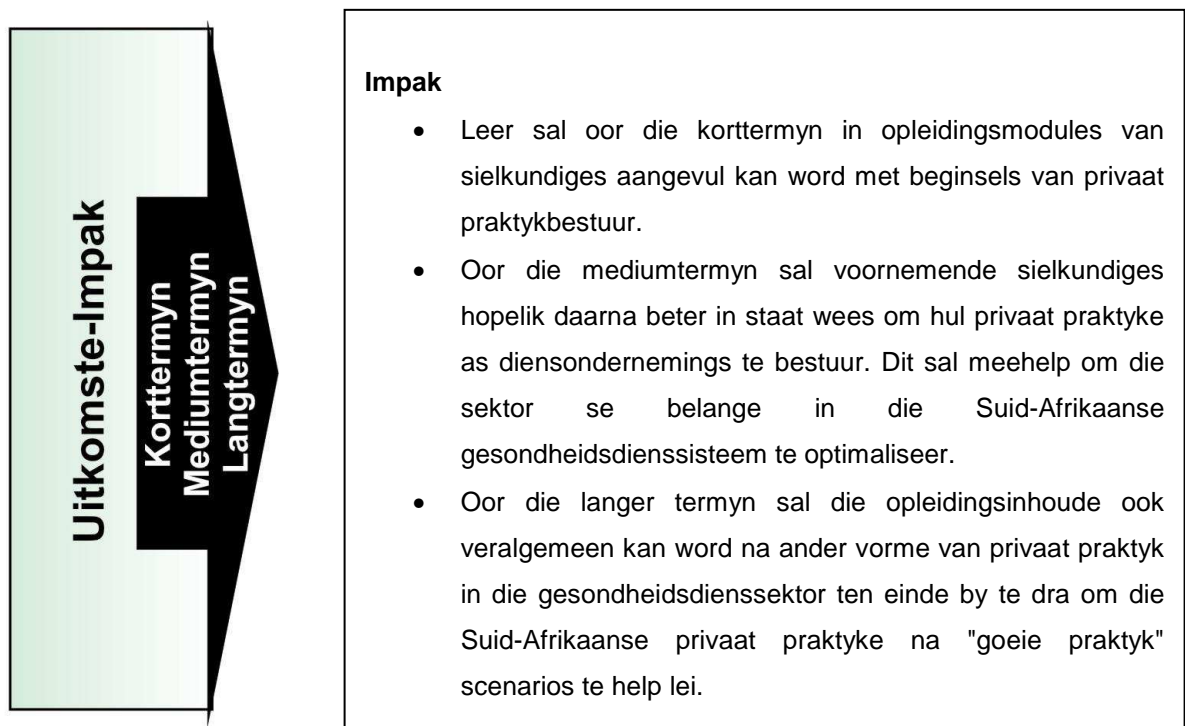 Uitkomste-Impak
Korttermyn
Mediumtermyn
Langtermyn
Impak
• Leer sal oor die korttermyn in opleidingsmodules van
sielkundiges aangevul kan word met beginsels van privaat
praktykbestuur.
• Oor die mediumtermyn sal voornemende sielkundiges
hopelik daarna beter in staat wees om hul privaat praktyke
as diensondernemings te bestuur. Dit sal meehelp om die
sektor se belange in die Suid-Afrikaanse
gesondheidsdienssisteem te optimaliseer.
• Oor die langer termyn sal die opleidingsinhoude ook
veralgemeen kan word na ander vorme van privaat praktyk
in die gesondheidsdienssektor ten einde by te dra om die
Suid-Afrikaanse privaat praktyke na "goeie praktyk"
scenarios te help lei.